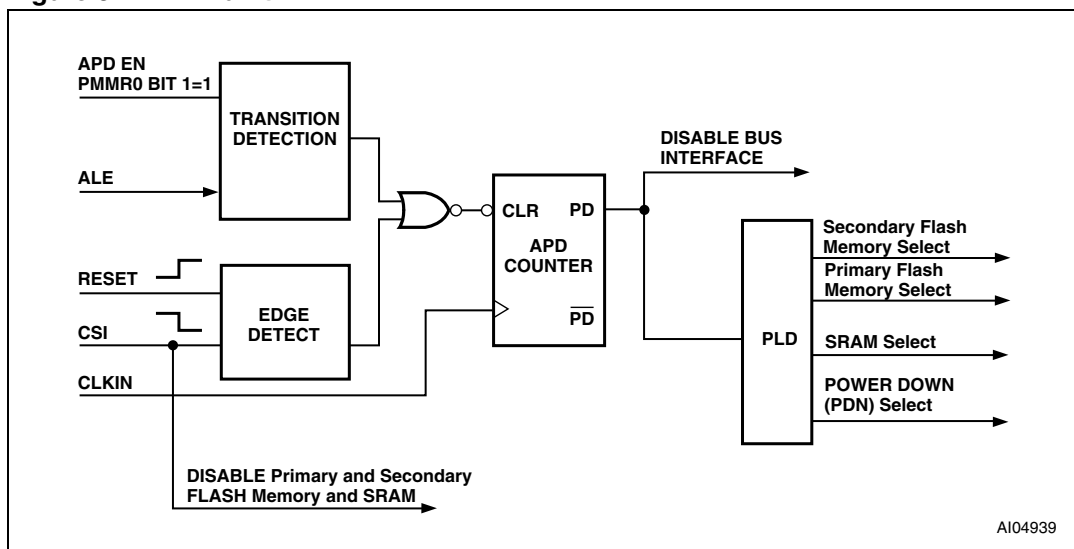 APD EN
PMMR0 BIT 1=1
TRANSITION
DETECTION
ALE
RESET
CSI
CLKIN
EDGE
DETECT
CLR
PD
APD
COUNTER
PD
DISABLE BUS
INTERFACE
PLD
Secondary Flash
Memory Select
Primary Flash
Memory Select
SRAM Select
POWER DOWN
(PDN) Select
DISABLE Primary and Secondary
FLASH Memory and SRAM
AI04939